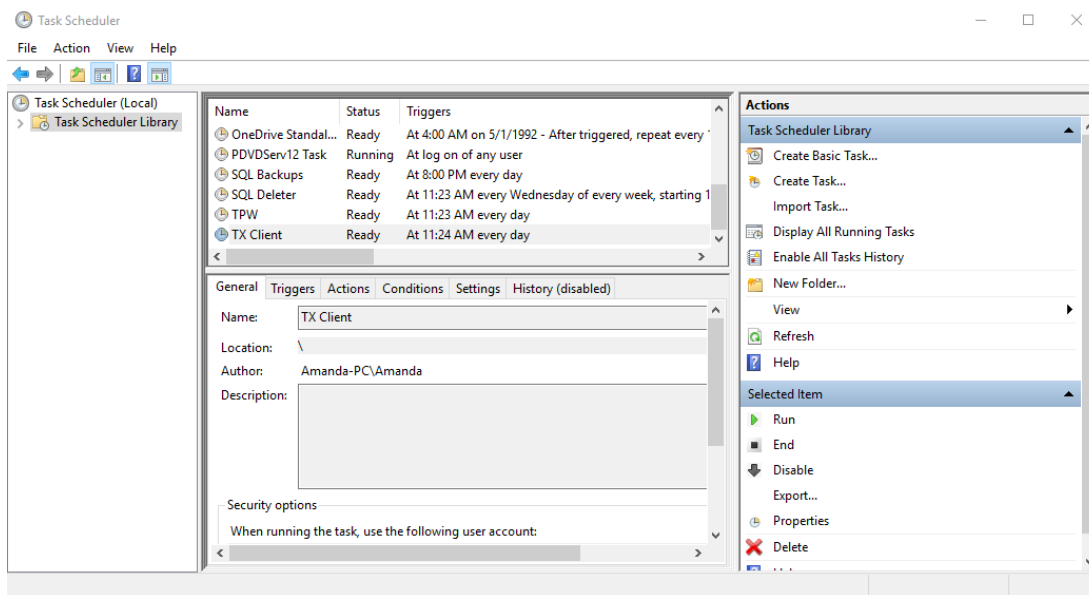 Task Scheduler
File Action View Help
Task Scheduler (Local)
Task Scheduler Library
Name Status Triggers
OneDrive Standal... Ready At 4:00 AM on 5/1/1992 - After triggered, repeat every
PDVDServ12 Task Running At log on of any user
SQL Backups Ready At 8:00 PM every day
SQL Deleter Ready At 11:23 AM every Wednesday of every week, starting 1
TPW Ready At 11:23 AM every day
TX Client Ready At 11:24 AM every day
General Triggers Actions Conditions Settings History (disabled)
Name: TX Client
Location: \
Author: Amanda-PC\Amanda
Description:
Security options
When running the task, use the following user account:
Actions
Task Scheduler Library
Create Basic Task...
Create Task...
Import Task...
Display All Running Tasks
Enable All Tasks History
New Folder...
View
Refresh
Help
Selected Item
Run
End
Disable
Export...
Properties
Delete